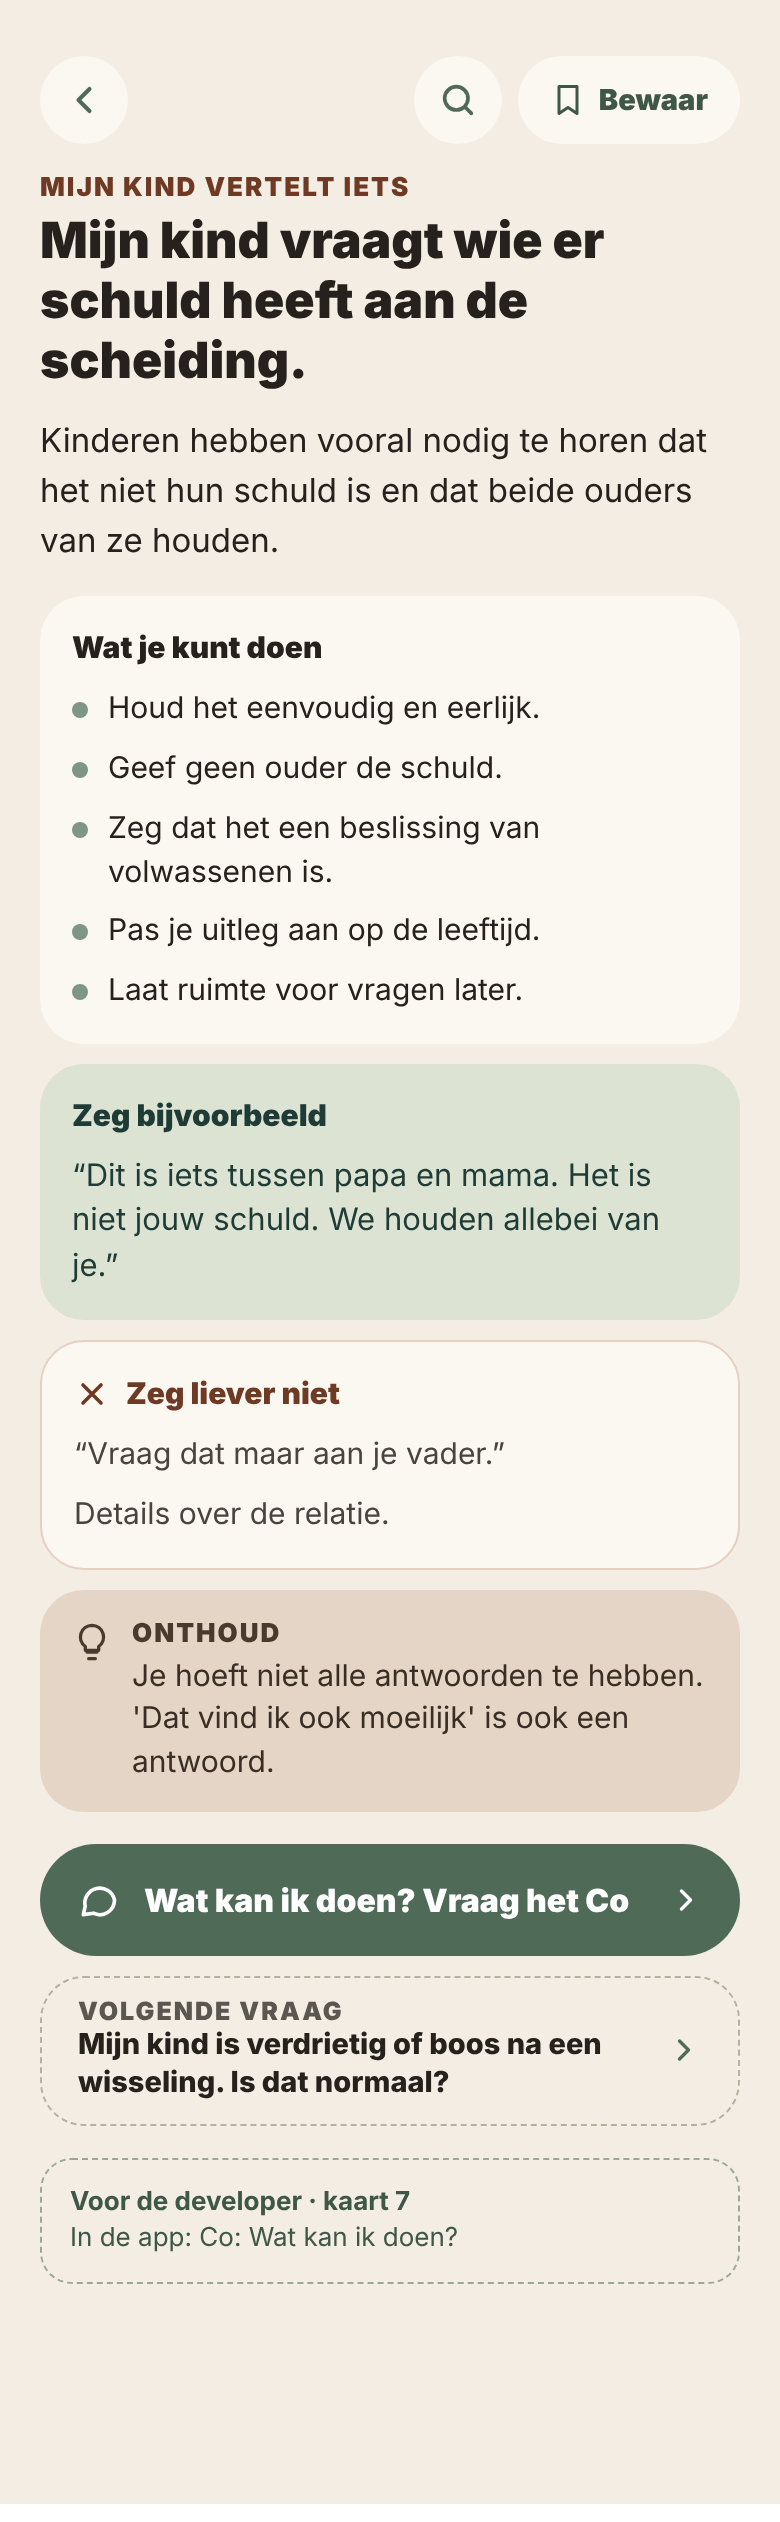 Bewaar
MIJN KIND VERTELT IETS
Mijn kind vraagt wie er
schuld heeft aan de
scheiding.
Kinderen hebben vooral nodig te horen dat
het niet hun schuld is en dat beide ouders
van ze houden.
Wat je kunt doen
Houd het eenvoudig en eerlijk.
Geef geen ouder de schuld.
Zeg dat het een beslissing van
volwassenen is.
Pas je uitleg aan op de leeftijd.
Laat ruimte voor vragen later.
Zeg bijvoorbeeld
“Dit is iets tussen papa en mama. Het is
niet jouw schuld. We houden allebei van
je.”
Zeg liever niet
“Vraag dat maar aan je vader.”
Details over de relatie.
ONTHOUD
Je hoeft niet alle antwoorden te hebben.
'Dat vind ik ook moeilijk' is ook een
antwoord.
Wat kan ik doen? Vraag het Co
VOLGENDE VRAAG
Mijn kind is verdrietig of boos na een
wisseling. Is dat normaal?
Voor de developer · kaart 7
In de app: Co: Wat kan ik doen?